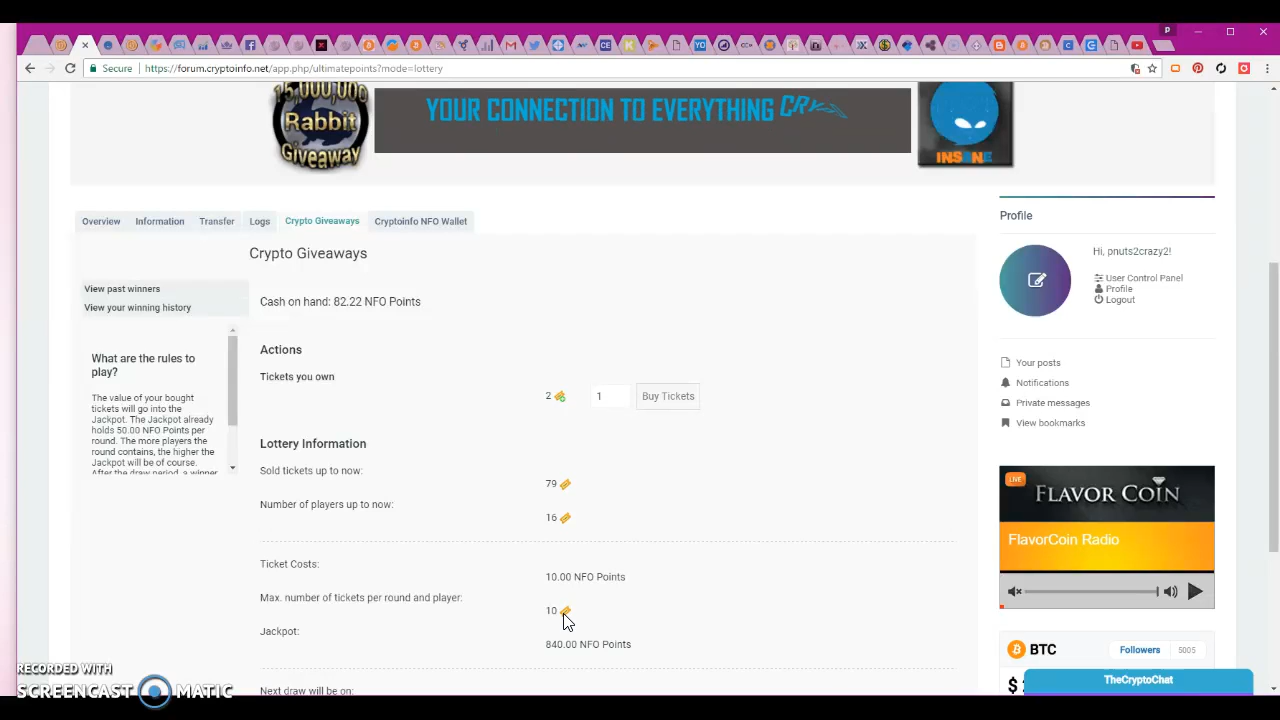 P
Secure
https://forum.cryptoinfo.net/app.php/ultimatepoints?mode=lottery
15,000,000
Rabbit
Giveaway
YOUR CONNECTION TO EVERYTHING
INSANE
Overview
Information
Transfer
Logs
Crypto Giveaways
Cryptoinfo NFO Wallet
Profile
Crypto Giveaways
Hi, pnuts2crazy2!
User Control Panel
Profile
Logout
View past winners
View your winning history
Cash on hand: 82.22 NFO Points
Actions
Tickets you own
2
1
Buy Tickets
What are the rules to
play?
The value of your bought
tickets will go into the
Jackpot. The Jackpot already
holds 50.00 NFO Points per
round. The more players the
round contains, the higher the
Jackpot will be of course.
After the draw period, a winner
Your posts
Notifications
Private messages
View bookmarks
Lottery Information
Sold tickets up to now:
79
Number of players up to now:
16
Ticket Costs:
10.00 NFO Points
Max. number of tickets per round and player:
10
Jackpot:
840.00 NFO Points
Next draw will be on:
LIVE
FLAVOR COIN
FlavorCoin Radio
BTC
Followers
5005
$
TheCryptoChat
RECORDED WITH
SCREENCAST MATIC